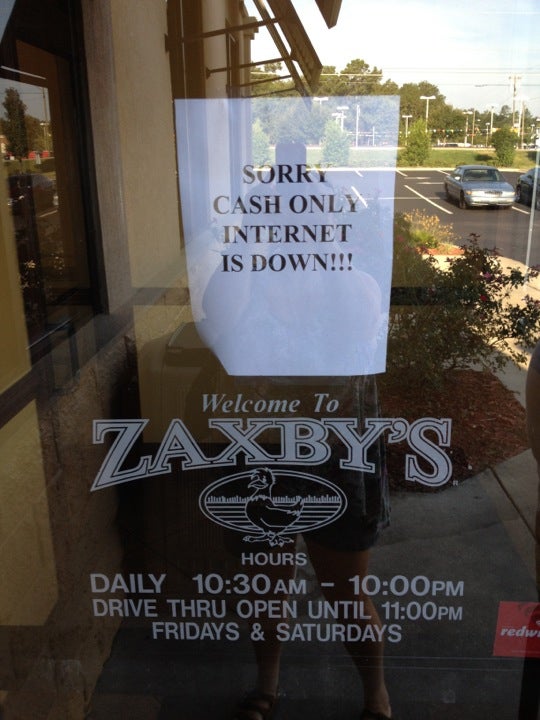 SORRY
CASH ONLY
INTERNET
IS DOWN!!!
Welcome To
ZAXBY'S
HOURS
DAILY 10:30AM - 10:00PM
DRIVE THRU OPEN UNTIL 11:00PM
FRIDAYS & SATURDAYS